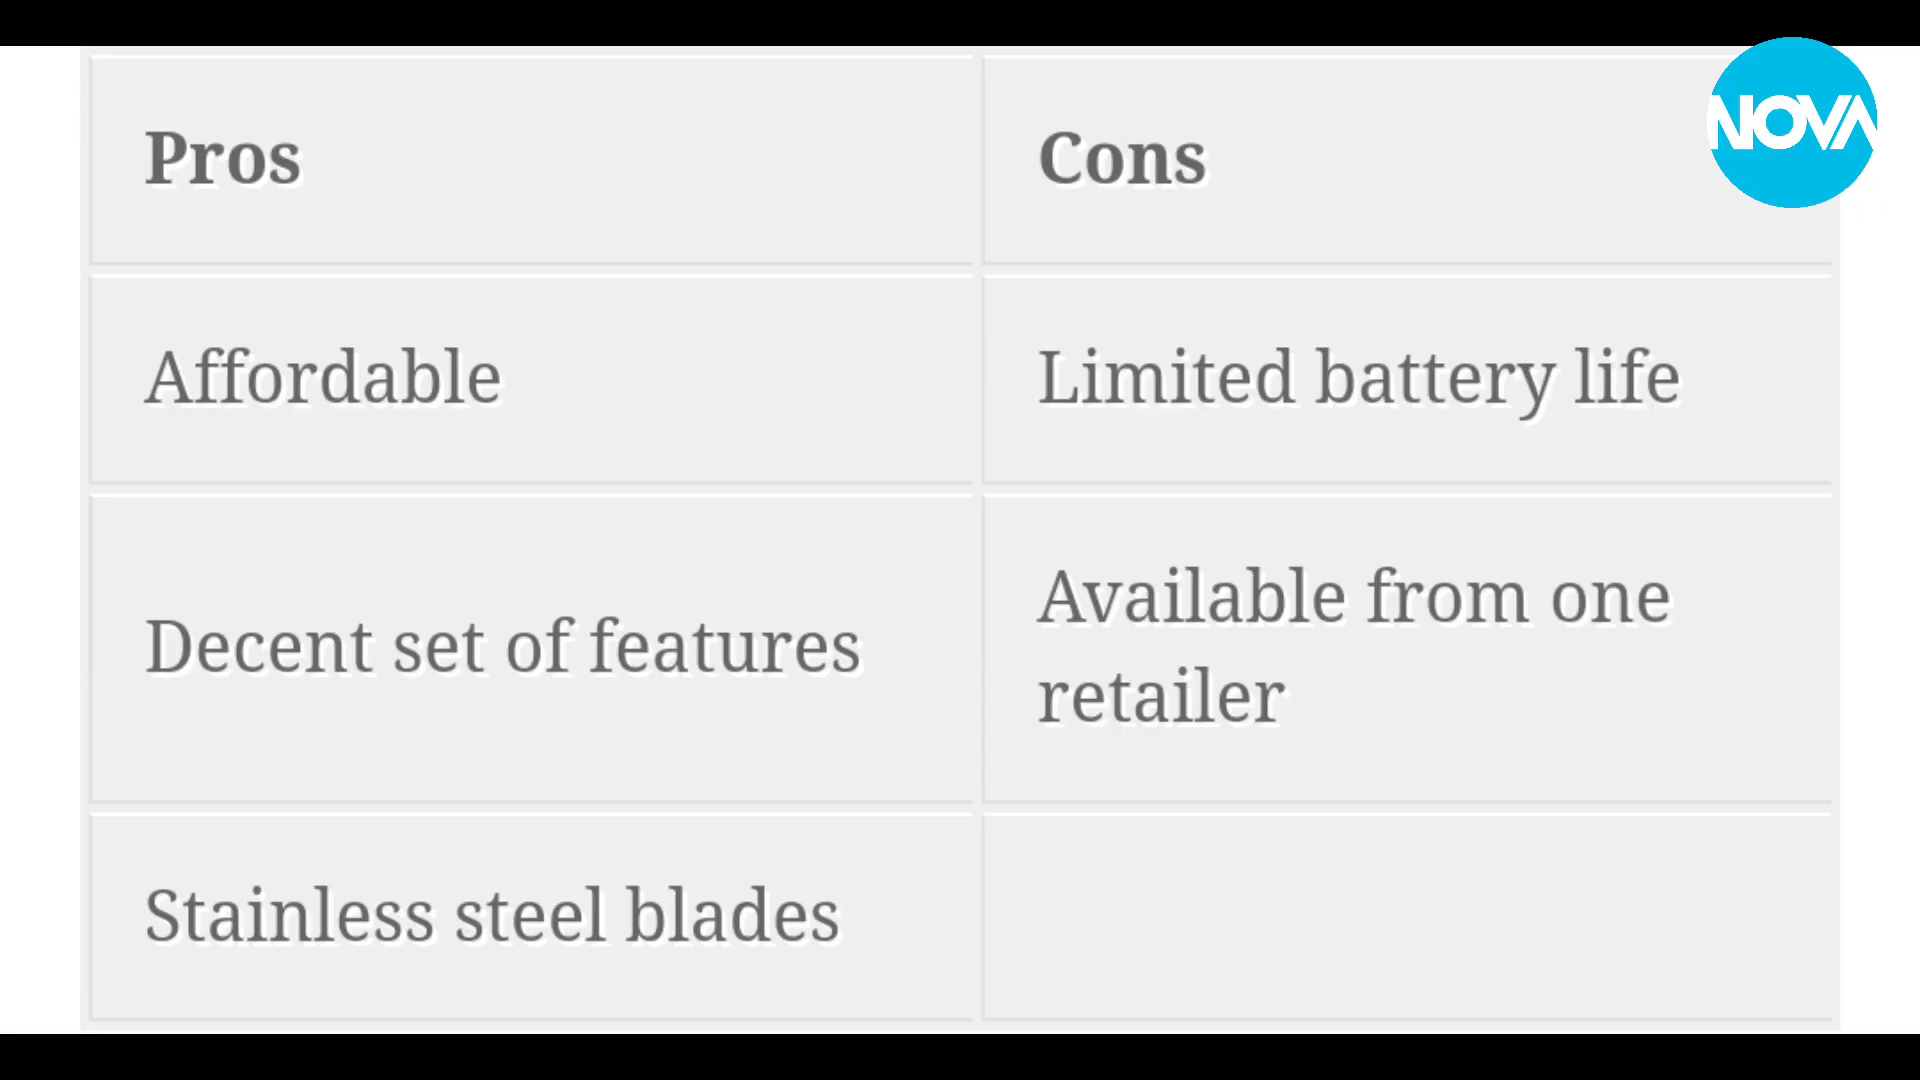 Pros
Cons
NOVA
Affordable
Limited battery life
Decent set of features
Available from one
retailer
Stainless steel blades